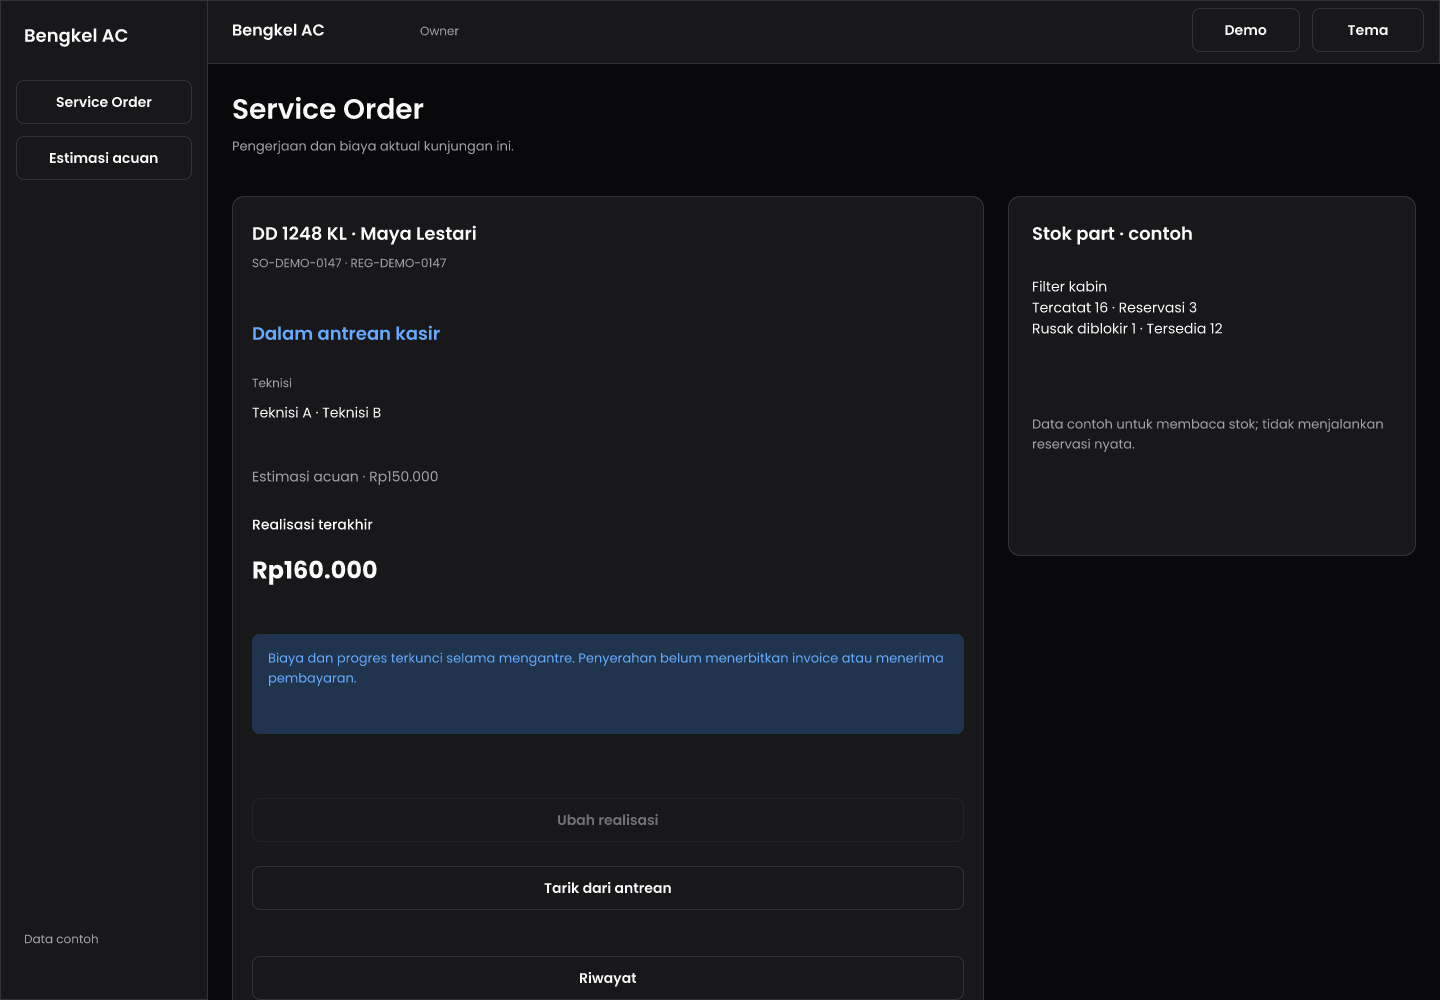 Bengkel AC
Service Order
Estimasi acuan
Data contoh
Bengkel AC
Owner
Demo
Tema
Service Order
Pengerjaan dan biaya aktual kunjungan ini.
DD 1248 KL · Maya Lestari
SO-DEMO-0147 · REG-DEMO-0147
Dalam antrean kasir
Teknisi
Teknisi A · Teknisi B
Estimasi acuan · Rp150.000
Realisasi terakhir
Rp160.000
Biaya dan progres terkunci selama mengantre. Penyerahan belum menerbitkan invoice atau menerima
pembayaran.
Ubah realisasi
Tarik dari antrean
Riwayat
Stok part · contoh
Filter kabin
Tercatat 16 · Reservasi 3
Rusak diblokir 1 · Tersedia 12
Data contoh untuk membaca stok; tidak menjalankan
reservasi nyata.